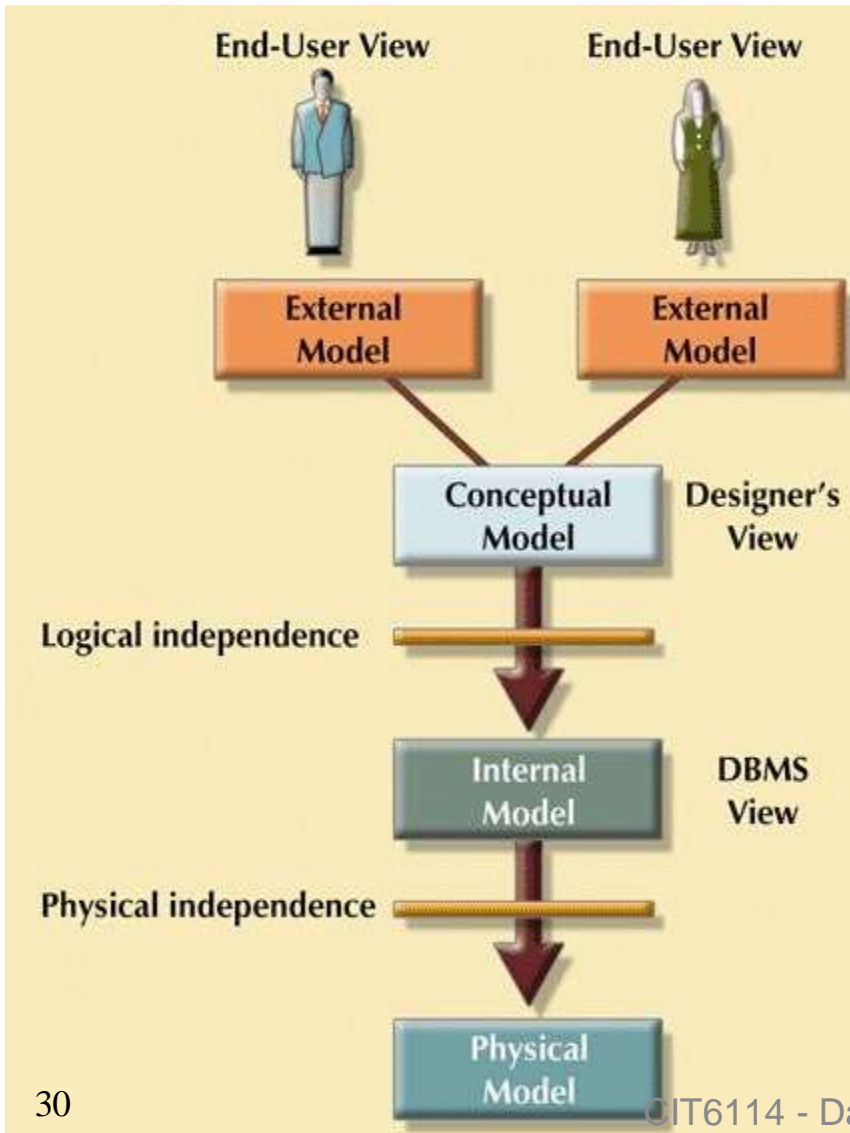 End-User View
End-User View
External
Model
External
Model
Conceptual
Model
Designer's
View
Logical independence
Internal
Model
DBMS
View
Physical independence
Physical
Model
30
CIT6114 - Da